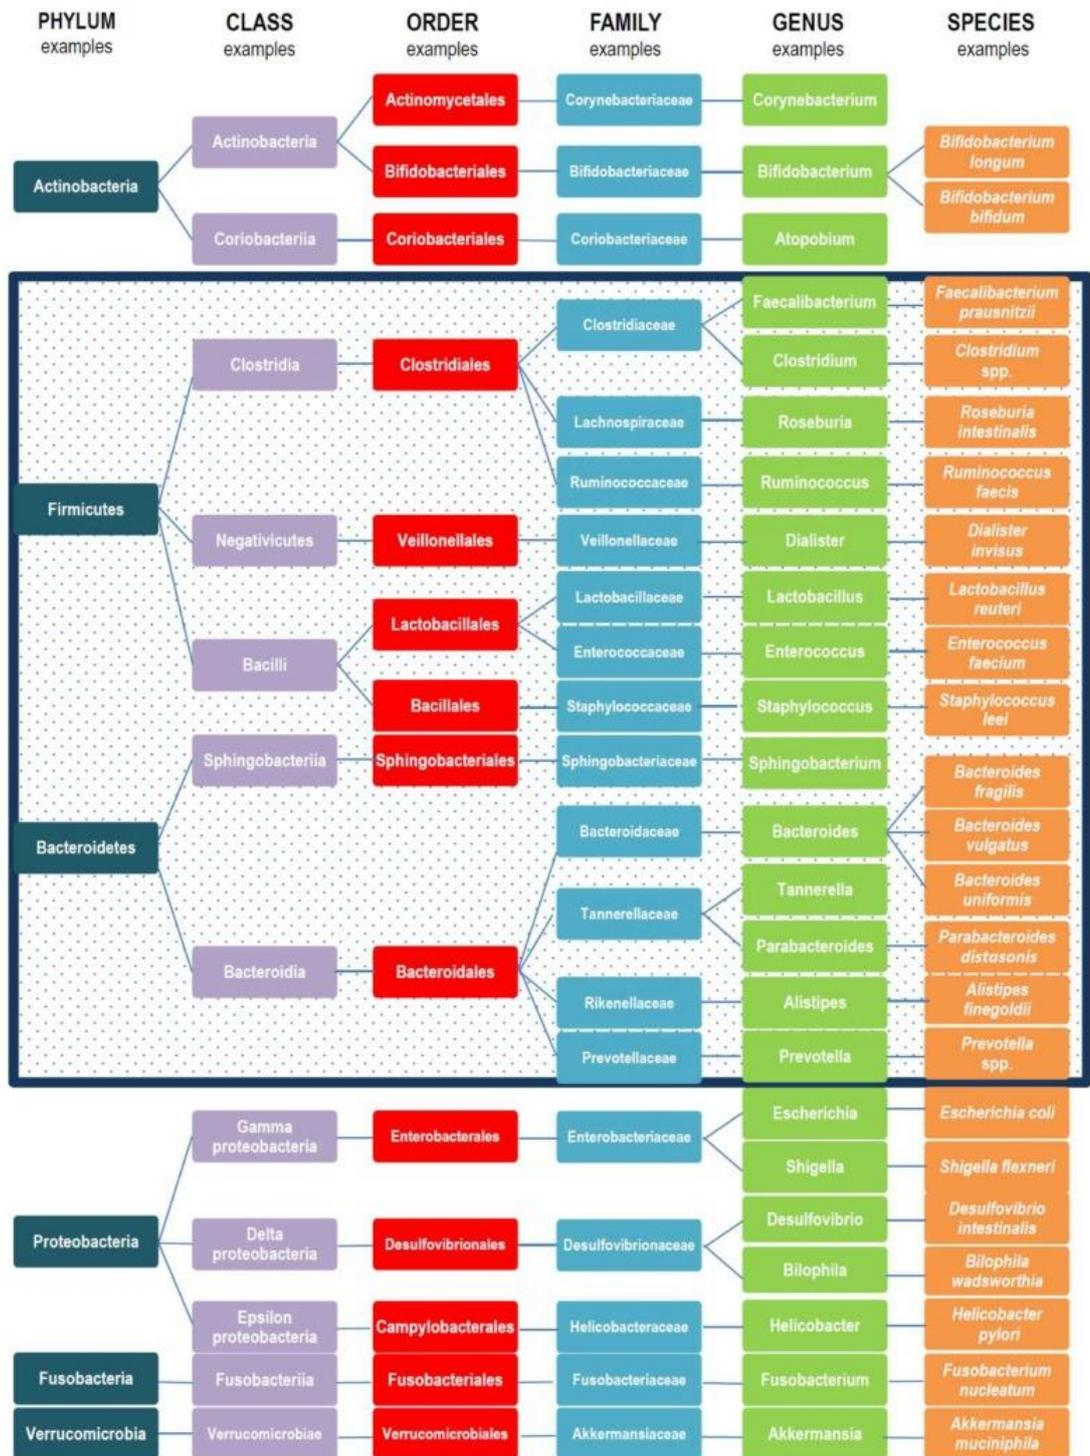 PHYLUM CLASS ORDER FAMILY GENUS SPECIES
examples examples examples examples examples examples
Actinomycetales Corynebacteriaceae Corynebacterium
Actinobacteria
Bifidobacterium
longum
Bifidobacteriales Bifidobacteriaceae Bifidobacterium
Actinobacteria
Bifidobacterium
bifidum
Coriobacteriia Coriobacteriales Coriobacteriaceae Atopobium
Faecalibacterium
Faecalibacterium
prausnitzii
Clostridiaceae
Clostridia Clostridiales Clostridium
Clostridium
spp.
Lachnospiraceae Roseburia
Roseburia
intestinalis
Ruminococcaceae Ruminococcus
Ruminococcus
faecis
Firmicutes
Negativicutes Veillonellales Veillonellaceae Dialister
Dialister
invisus
Lactobacillaceae Lactobacillus
Lactobacillus
reuteri
Lactobacillales
Enterococcaceae Enterococcus
Enterococcus
faecium
Bacilli
Bacillales Staphylococcaceae Staphylococcus
Staphylococcus
leei
Sphingobacteriia Sphingobacteriales Sphingobacteriaceae Sphingobacterium
Bacteroides
fragilis
Bacteroidaceae Bacteroides
Bacteroides
vulgatus
Bacteroidetes
Tannerella
Bacteroides
uniformis
Tannerellaceae
Parabacteroides
Parabacteroides
distasonis
Bacteroidia Bacteroidales
Rikenellaceae Alistipes
Alistipes
finegoldii
Prevotellaceae Prevotella
Prevotella
spp.
Escherichia Escherichia coli
Gamma
proteobacteria
Enterobacterales Enterobacteriaceae
Shigella Shigella flexneri
Desulfovibrio
Desulfovibrio
intestinalis
Proteobacteria
Delta
proteobacteria
Desulfovibrionales Desulfovibrionaceae
Bilophila
Bilophila
wadsworthia
Epsilon
proteobacteria
Campylobacterales Helicobacteraceae Helicobacter
Helicobacter
pylori
Fusobacteria Fusobacteriia Fusobacteriales Fusobacteriaceae Fusobacterium
Fusobacterium
nucleatum
Verrucomicrobia Verrucomicrobiae Verrucomicrobiales Akkermansiaceae Akkermansia
Akkermansia
muciniphila